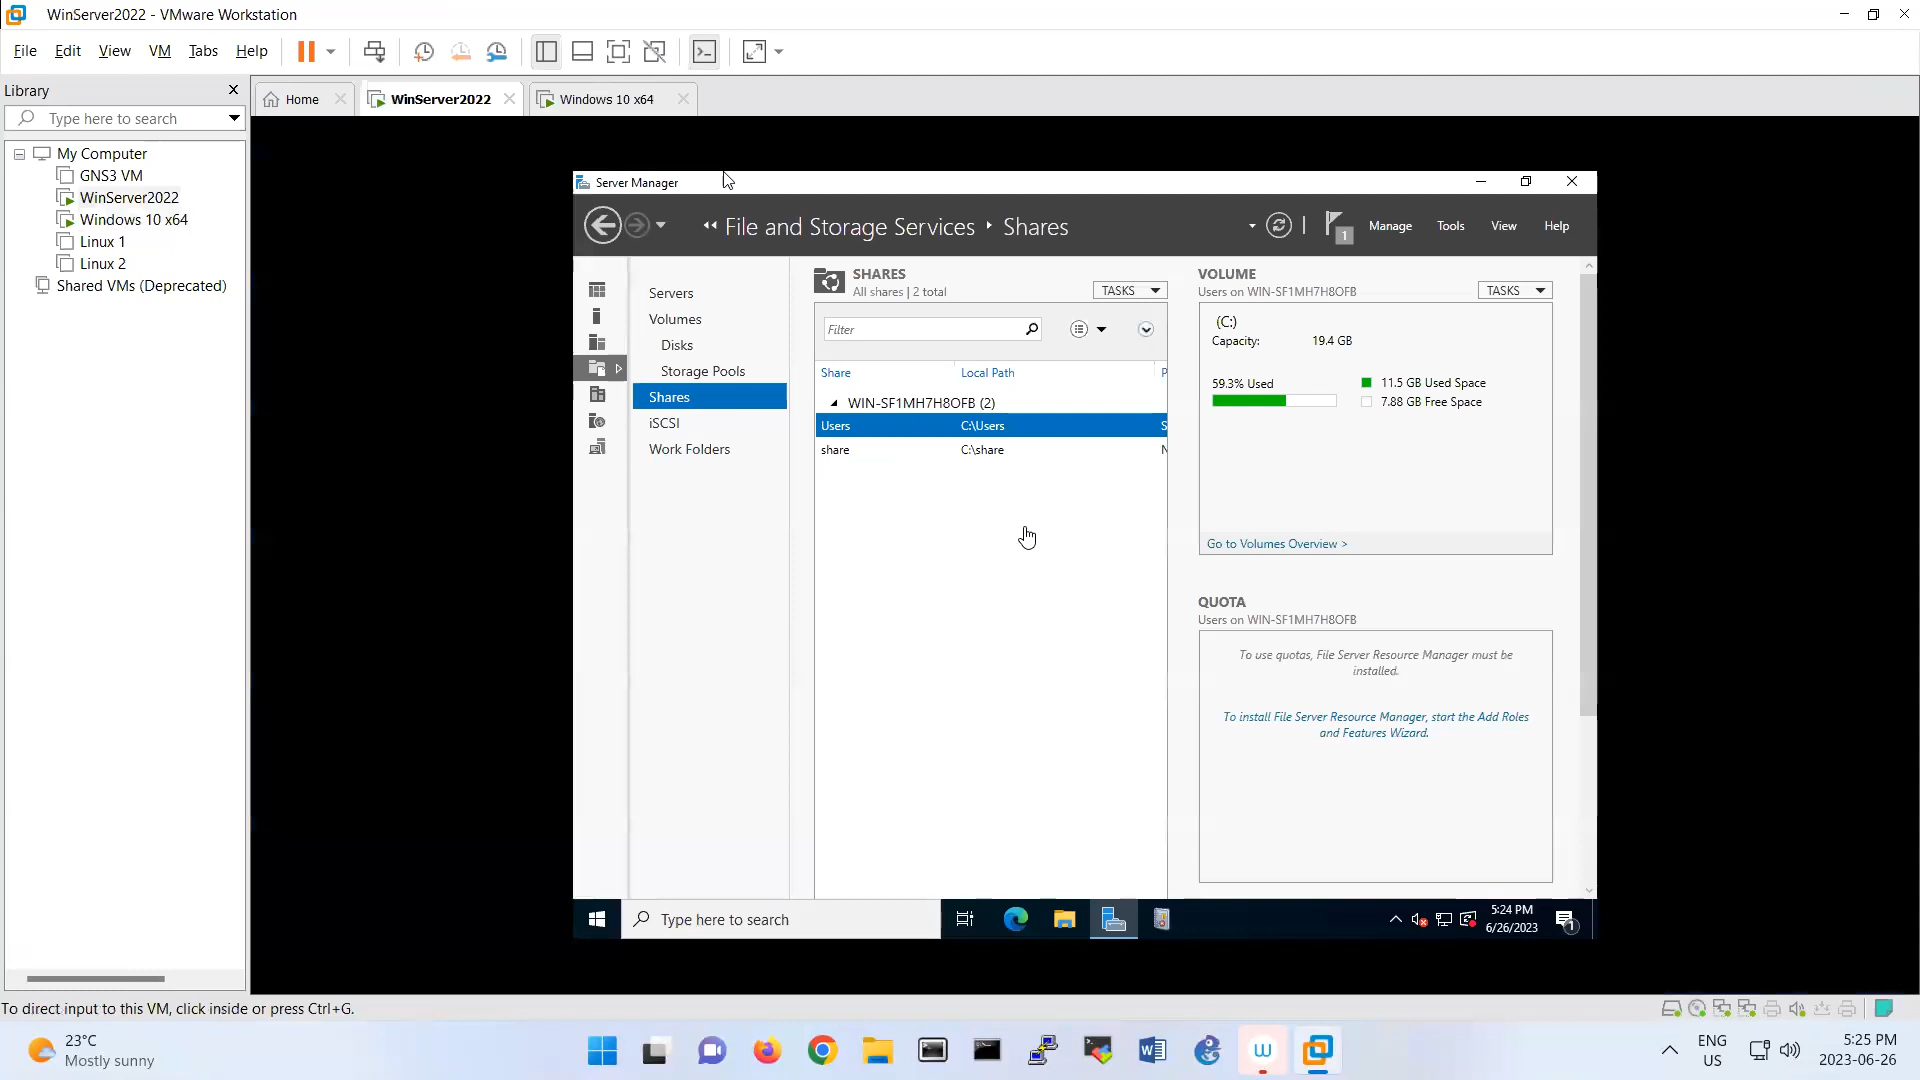 WinServer2022 - VMware Workstation
File Edit View VM Tabs Help
Library
Type here to search
Home
WinServer2022
Windows 10 x64
My Computer
GNS3 VM
WinServer2022
Windows 10 x64
Linux 1
Linux 2
Shared VMs (Deprecated)
Server Manager
File and Storage Services Shares
1
Manage Tools View Help
Servers
Volumes
Disks
Storage Pools
Shares
iSCSI
Work Folders
SHARES
All shares | 2 total
TASKS
Filter
Share Local Path P
WIN-SF1MH7H8OFB (2)
Users C:\Users S
share C:\share N
VOLUME
Users on WIN-SF1MH7H8OFB
TASKS
(C:)
Capacity: 19.4 GB
59.3% Used
11.5 GB Used Space
7.88 GB Free Space
Go to Volumes Overview >
QUOTA
Users on WIN-SF1MH7H8OFB
To use quotas, File Server Resource Manager must be
installed.
To install File Server Resource Manager, start the Add Roles
and Features Wizard.
Type here to search
5:24 PM
6/26/2023
1
To direct input to this VM, click inside or press Ctrl+G.
23°C
Mostly sunny
ENG
US
5:25 PM
2023-06-26